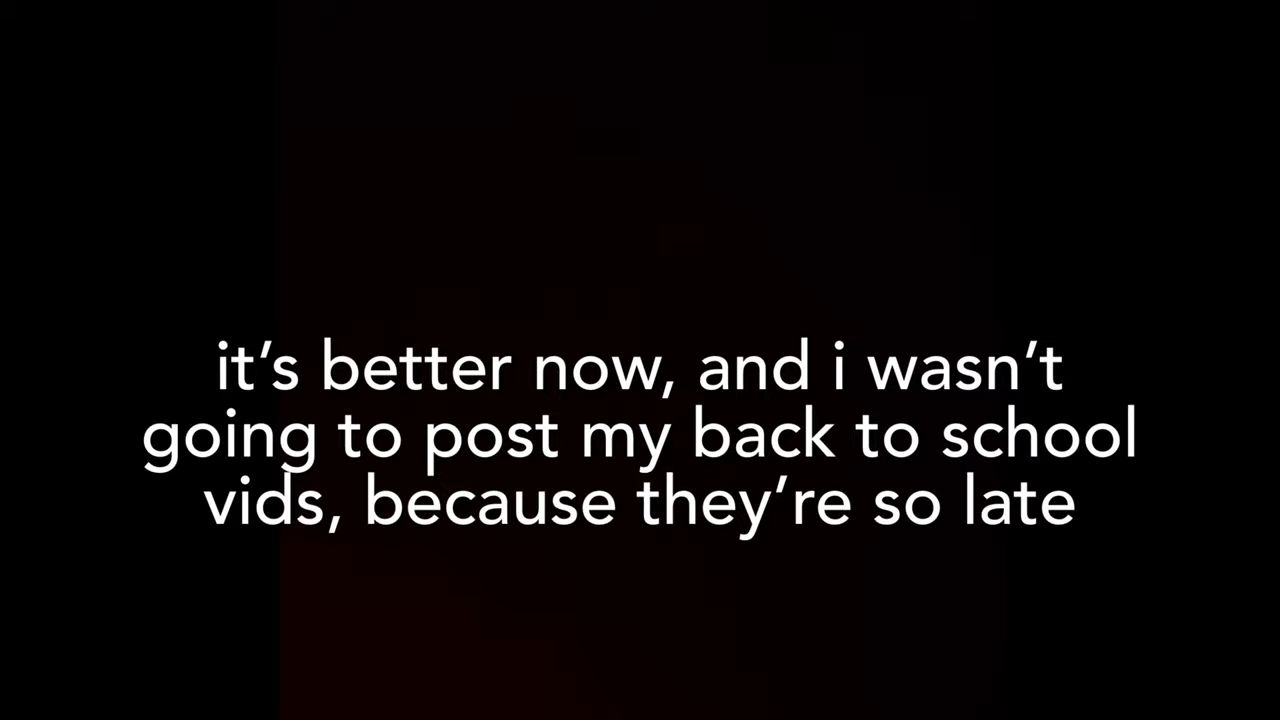 it’s better now, and i wasn’t
going to post my back to school
vids, because they’re so late